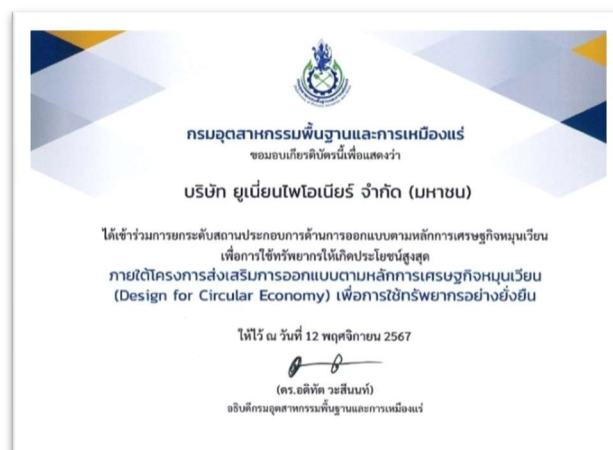 กรมอุตสาหกรรมพื้นฐานและการเหมืองแร่
ขอมอบเกียรติบัตรนี้เพื่อแสดงว่า
บริษัท ยูเนี่ยนไพโอเนียร์ จำกัด (มหาชน)
ได้เข้าร่วมการยกระดับสถานประกอบการด้านการออกแบบตามหลักการเศรษฐกิจหมุนเวียน
เพื่อการใช้ทรัพยากรให้เกิดประโยชน์สูงสุด
ภายใต้โครงการส่งเสริมการออกแบบตามหลักการเศรษฐกิจหมุนเวียน
(Design for Circular Economy) เพื่อการใช้ทรัพยากรอย่างยั่งยืน
ให้ไว้ ณ วันที่ 12 พฤศจิกายน 2567
(ดร.อดิทัต วะสีนนท์)
อธิบดีกรมอุตสาหกรรมพื้นฐานและการเหมืองแร่